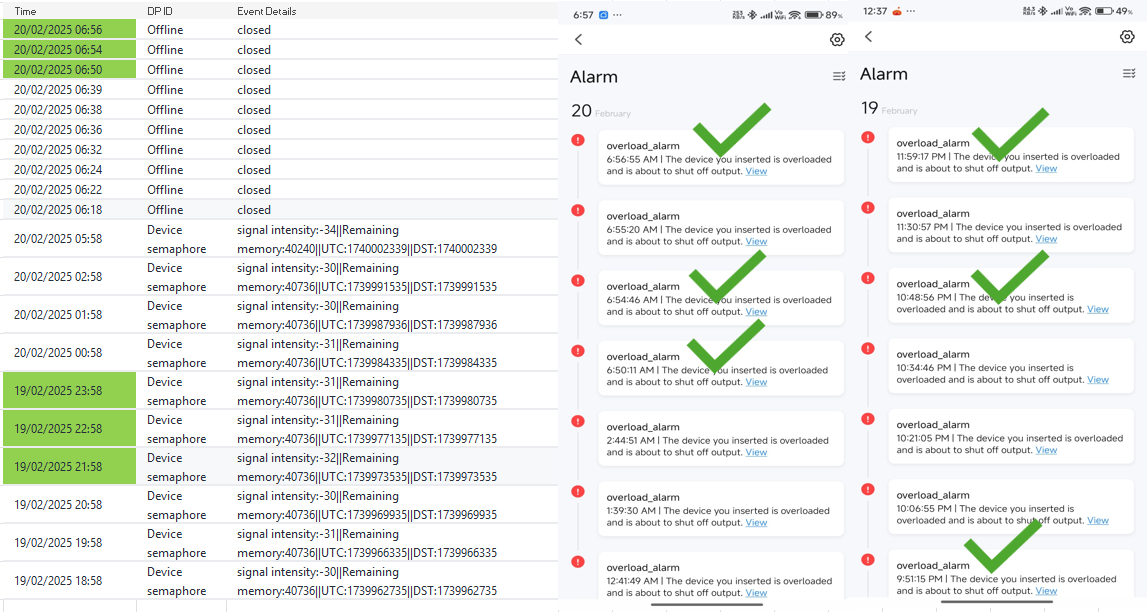 Time DP ID Event Details
20/02/2025 06:56 Offline closed
20/02/2025 06:54 Offline closed
20/02/2025 06:50 Offline closed
20/02/2025 06:39 Offline closed
20/02/2025 06:38 Offline closed
20/02/2025 06:36 Offline closed
20/02/2025 06:32 Offline closed
20/02/2025 06:24 Offline closed
20/02/2025 06:22 Offline closed
20/02/2025 06:18 Offline closed
20/02/2025 05:58 Device semaphore signal intensity:-34||Remaining
memory:40240||UTC:1740002339||DST:1740002339
20/02/2025 02:58 Device semaphore signal intensity:-30||Remaining
memory:40736||UTC:1739991535||DST:1739991535
20/02/2025 01:58 Device semaphore signal intensity:-30||Remaining
memory:40736||UTC:1739987936||DST:1739987936
20/02/2025 00:58 Device semaphore signal intensity:-31||Remaining
memory:40736||UTC:1739984335||DST:1739984335
19/02/2025 23:58 Device semaphore signal intensity:-31||Remaining
memory:40736||UTC:1739980735||DST:1739980735
19/02/2025 22:58 Device semaphore signal intensity:-31||Remaining
memory:40736||UTC:1739977135||DST:1739977135
19/02/2025 21:58 Device semaphore signal intensity:-32||Remaining
memory:40736||UTC:1739973535||DST:1739973535
19/02/2025 20:58 Device semaphore signal intensity:-30||Remaining
memory:40736||UTC:1739969935||DST:1739969935
19/02/2025 19:58 Device semaphore signal intensity:-31||Remaining
memory:40736||UTC:1739966335||DST:1739966335
19/02/2025 18:58 Device semaphore signal intensity:-30||Remaining
memory:40736||UTC:1739962735||DST:1739962735
6:57 ··· 89%
Alarm
20 February
overload_alarm
6:56:55 AM | The device you inserted is overloaded
and is about to shut off output. View
overload_alarm
6:55:20 AM | The device you inserted is overloaded
and is about to shut off output. View
overload_alarm
6:54:46 AM | The device you inserted is overloaded
and is about to shut off output. View
overload_alarm
6:50:11 AM | The device you inserted is overloaded
and is about to shut off output. View
overload_alarm
2:44:51 AM | The device you inserted is overloaded
and is about to shut off output. View
overload_alarm
1:39:30 AM | The device you inserted is overloaded
and is about to shut off output. View
overload_alarm
12:41:49 AM | The device you inserted is overloaded
and is about to shut off output. View
12:37 ··· 49%
Alarm
19 February
overload_alarm
11:59:17 PM | The device you inserted is overloaded
and is about to shut off output. View
overload_alarm
11:30:57 PM | The device you inserted is overloaded
and is about to shut off output. View
overload_alarm
10:48:56 PM | The device you inserted is
overloaded and is about to shut off output. View
overload_alarm
10:34:46 PM | The device you inserted is
overloaded and is about to shut off output. View
overload_alarm
10:21:05 PM | The device you inserted is overloaded
and is about to shut off output. View
overload_alarm
10:06:55 PM | The device you inserted is
overloaded and is about to shut off output. View
overload_alarm
9:51:15 PM | The device you inserted is overloaded
and is about to shut off output. View